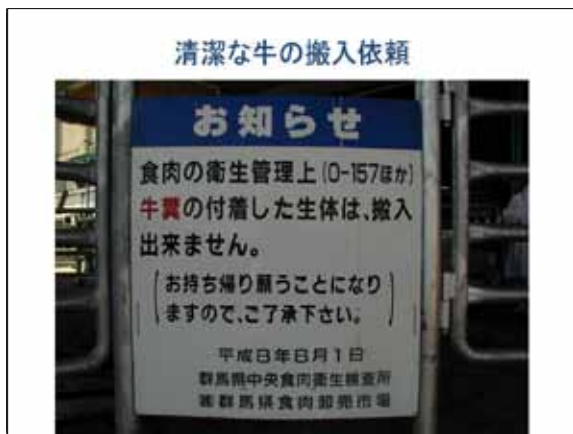 清潔な牛の搬入依頼
お知らせ
食肉の衛生管理上(O-157ほか)
牛糞の付着した生体は、搬入
出来ません。
お持ち帰り願うことになり
ますので、ご了承下さい。
平成8年8月1日
群馬県中央食肉衛生検査所
㈱群馬県食肉卸売市場